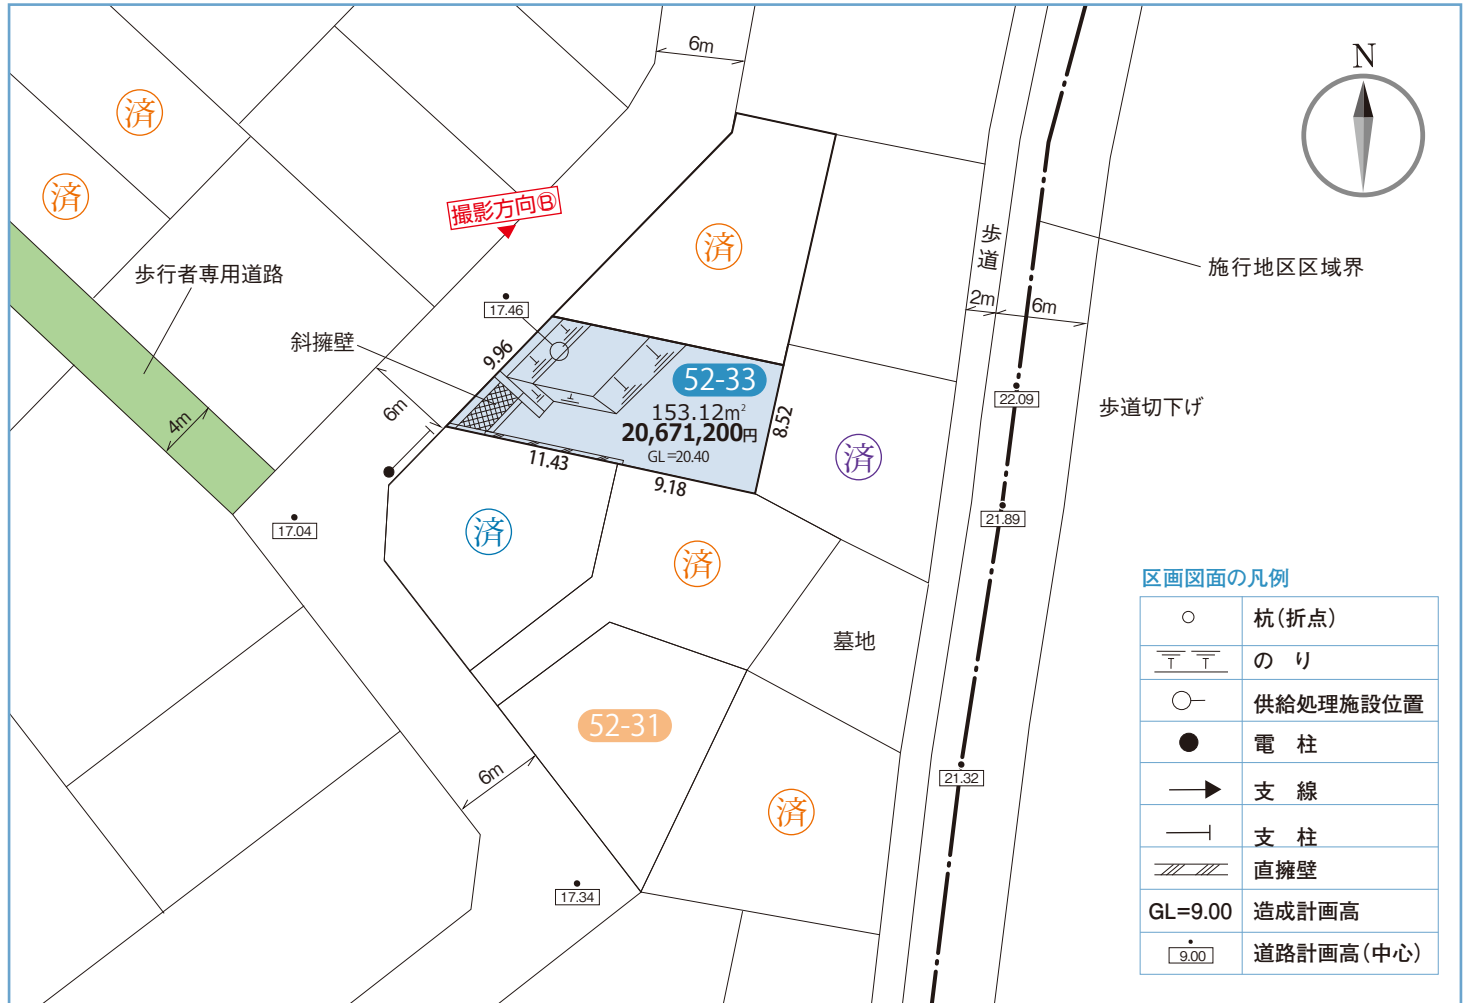 6m
N
済
済
撮影方向Ⓑ
済
歩道
歩行者専用道路
施行地区区域界
17.46
2m
6m
斜擁壁
9.96
52-33
153.12m²
20,671,200円
GL=20.40
8.52
22.09
歩道切下げ
6m
4m
11.43
9.18
済
21.89
17.04
済
済
墓地
52-31
6m
21.32
済
17.34
区画図面の凡例
杭(折点)
のり
供給処理施設位置
電柱
支線
支柱
直擁壁
GL=9.00 造成計画高
9.00 道路計画高(中心)